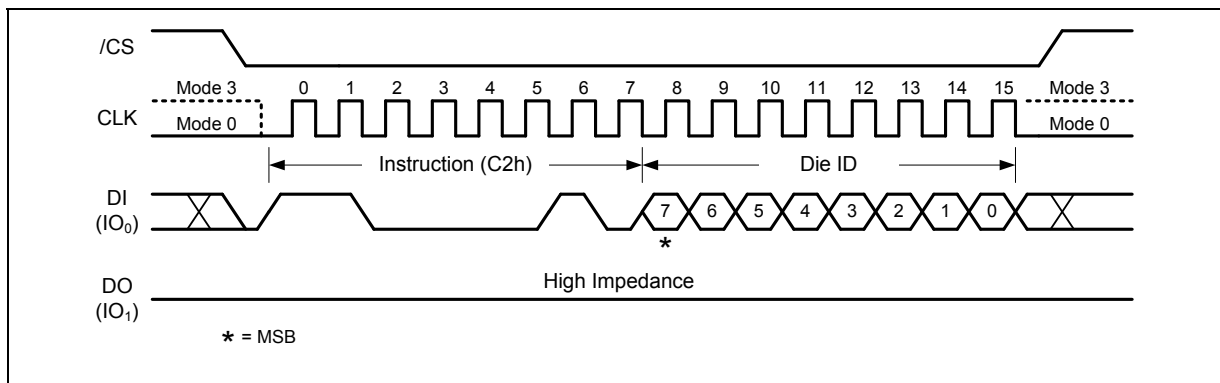 /CS
Mode 3 0 1 2 3 4 5 6 7 8 9 10 11 12 13 14 15 Mode 3
CLK
Mode 0 Mode 0
Instruction (C2h) Die ID
DI
(IO0)
7 6 5 4 3 2 1 0
*
High Impedance
DO
(IO1)
* = MSB